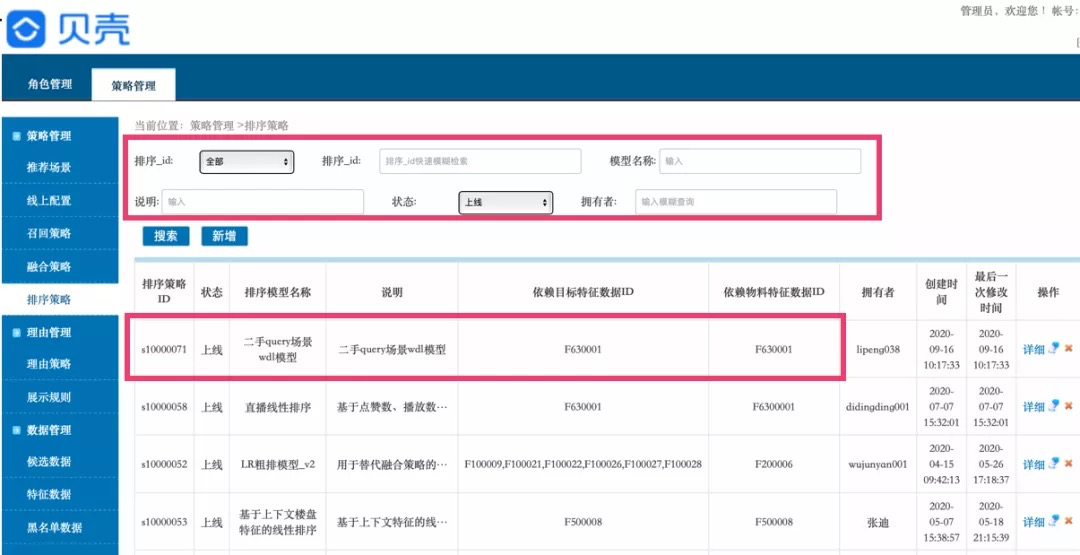 贝壳
管理员，欢迎您！ 帐号：
角色管理 策略管理
当前位置： 策略管理 >排序策略
策略管理
推荐场景
线上配置
召回策略
融合策略
排序策略
理由管理
理由策略
展示规则
数据管理
候选数据
特征数据
黑名单数据
排序_id: 全部 排序_id: 排序_id快速模糊检索 模型名称: 输入
说明: 输入 状态: 上线 拥有者: 输入模糊查询
搜索 新增
排序策略ID 状态 排序模型名称 说明 依赖目标特征数据ID 依赖物料特征数据ID 拥有者 创建时间 最后一次修改时间 操作
s10000071 上线 二手query场景wdl模型 二手query场景wdl模型 F630001 F630001 lipeng038 2020-09-16 10:17:33 2020-09-16 10:17:33 详细
s10000058 上线 直播线性排序 基于点赞数、播放数… F630001 F6300001 didingding001 2020-07-07 15:32:01 2020-07-07 15:32:01 详细
s10000052 上线 LR粗排模型_v2 用于替代融合策略的… F100009,F100021,F100022,F100026,F100027,F100028 F200006 wujunyan001 2020-04-15 09:42:13 2020-05-26 17:18:37 详细
s10000053 上线 基于上下文楼盘特征的线性排序 基于上下文特征的线… F500008 F500008 张迪 2020-05-07 15:38:57 2020-05-18 21:15:39 详细